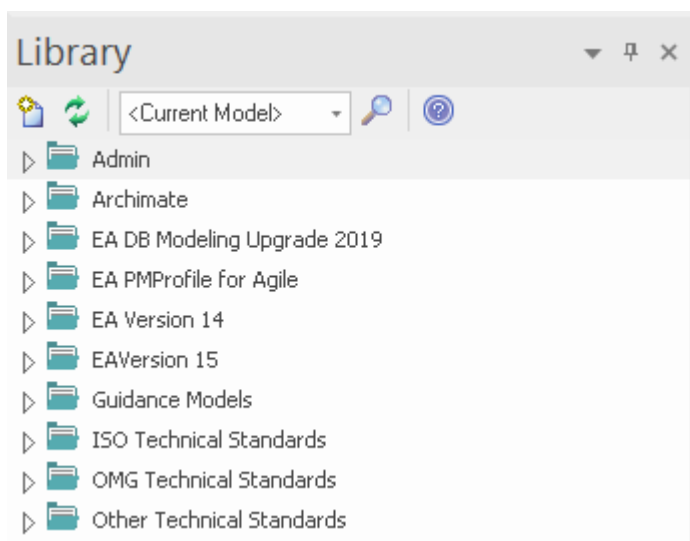 Library
<Current Model>
Admin
Archimate
EA DB Modeling Upgrade 2019
EA PMProfile for Agile
EA Version 14
EAVersion 15
Guidance Models
ISO Technical Standards
OMG Technical Standards
Other Technical Standards